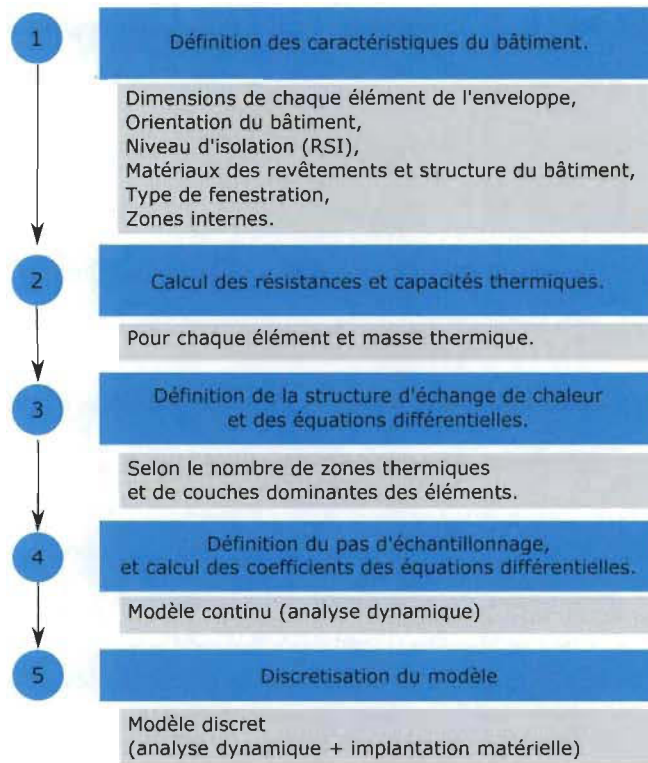 1
Définition des caractéristiques du bâtiment.
Dimensions de chaque élément de l'enveloppe,
Orientation du bâtiment,
Niveau d'isolation (RSI),
Matériaux des revêtements et structure du bâtiment,
Type de fenestration,
Zones internes.
2
Calcul des résistances et capacités thermiques.
Pour chaque élément et masse thermique.
3
Définition de la structure d'échange de chaleur
et des équations différentielles.
Selon le nombre de zones thermiques
et de couches dominantes des éléments.
4
Définition du pas d'échantillonnage,
et calcul des coefficients des équations différentielles.
Modèle continu (analyse dynamique)
5
Discretisation du modèle
Modèle discret
(analyse dynamique + implantation matérielle)